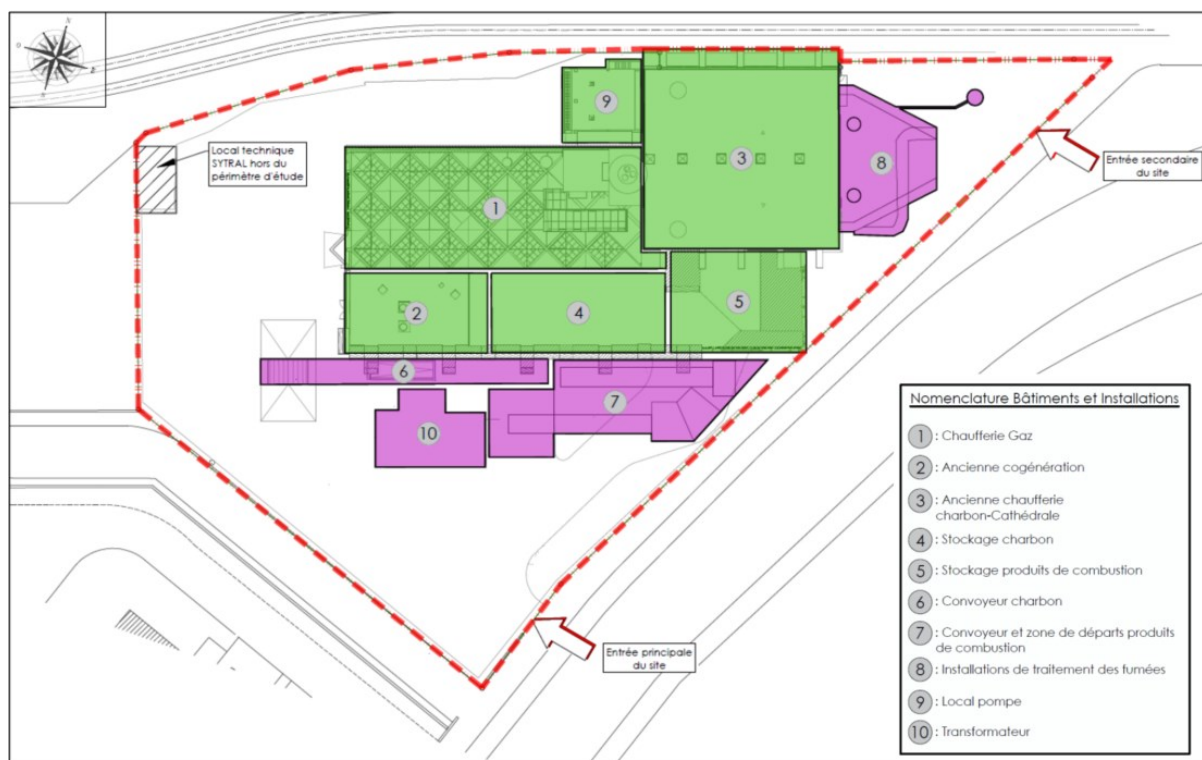 N
O
E
S
Local technique
SYTRAL hors du
périmètre d'étude
9
3
8
Entrée secondaire
du site
1
2
4
5
6
7
10
Entrée principale
du site
Nomenclature Bâtiments et Installations
1 : Chaufferie Gaz
2 : Ancienne cogénération
3 : Ancienne chaufferie
charbon-Cathédrale
4 : Stockage charbon
5 : Stockage produits de combustion
6 : Convoyeur charbon
7 : Convoyeur et zone de départs produits
de combustion
8 : Installations de traitement des fumées
9 : Local pompe
10 : Transformateur